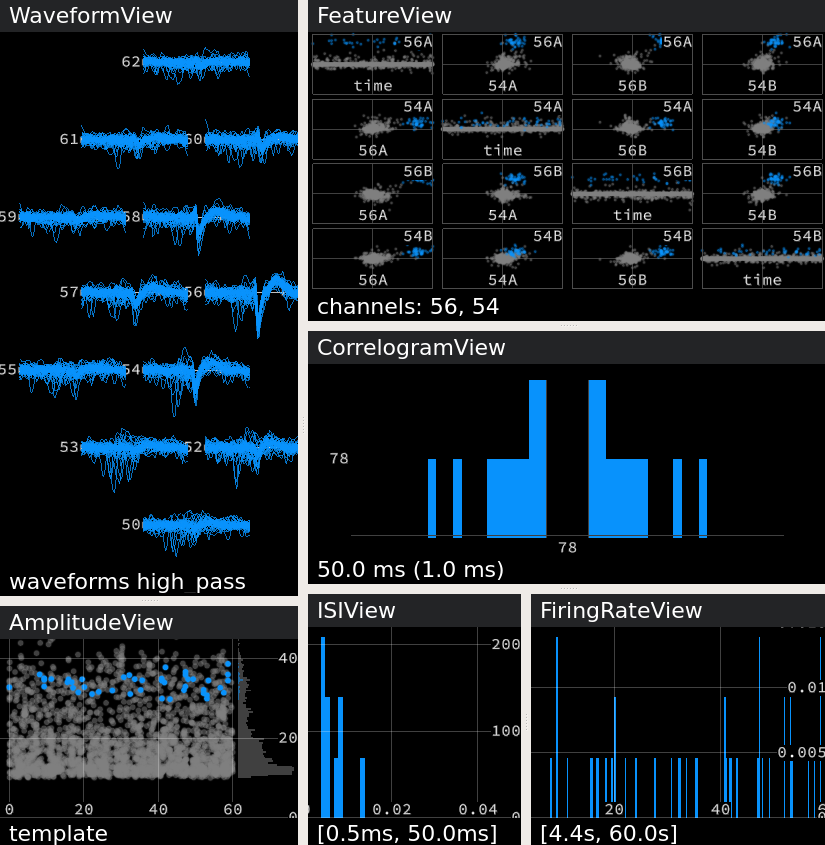 WaveformView
62
61 60
59 58
57 56
55 54
53 52
50
waveforms high_pass
FeatureView
56A 56A 56A 56A
time 54A 56B 54B
54A 54A 54A 54A
56A time 56B 54B
56B 56B 56B 56B
56A 54A time 54B
54B 54B 54B 54B
56A 54A 56B time
channels: 56, 54
CorrelogramView
78
78
50.0 ms (1.0 ms)
AmplitudeView
40
20
0 20 40 60 0
template
ISIView
200
100
0.02 0.04 0
[0.5ms, 50.0ms]
FiringRateView
0.01
0.005
20 40
[4.4s, 60.0s]